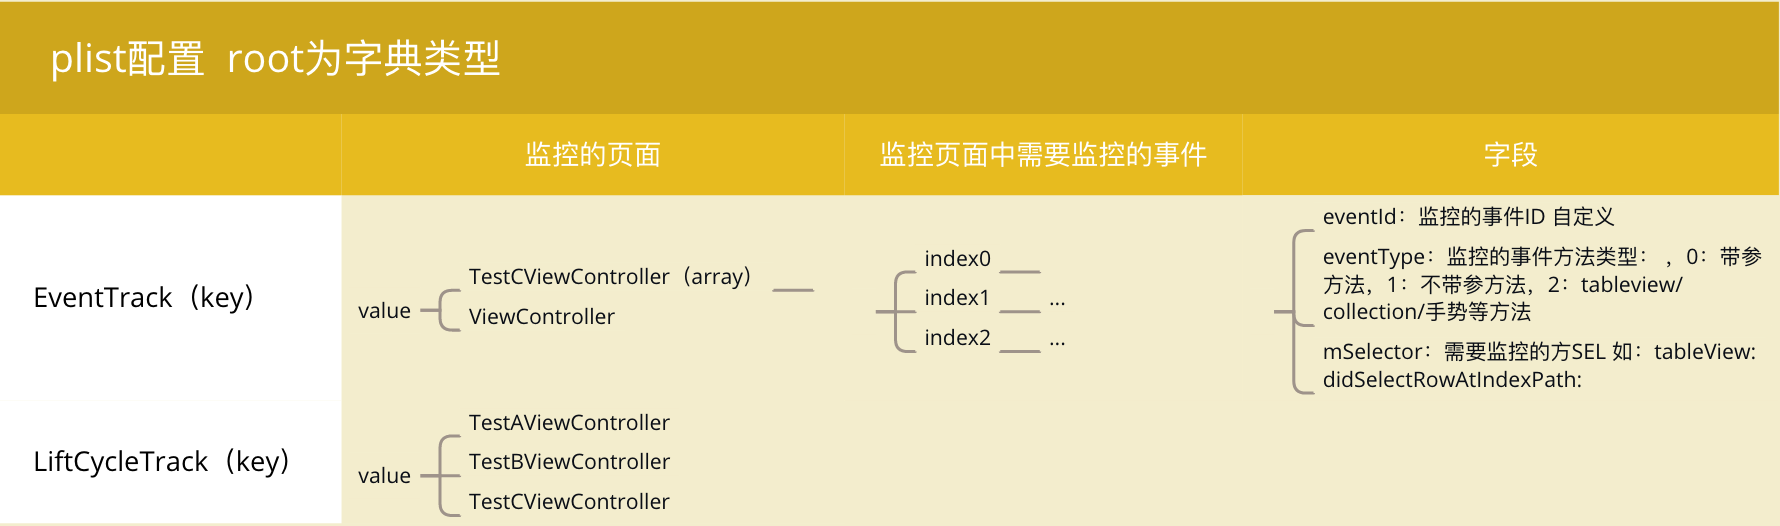 plist配置  root为字典类型
监控的页面
监控页面中需要监控的事件
字段
EventTrack（key）
value
TestCViewController（array）
ViewController
index0
index1
...
index2
...
eventId：监控的事件ID 自定义
eventType：监控的事件方法类型：，0：带参
方法，1：不带参方法，2：tableview/
collection/手势等方法
mSelector：需要监控的方SEL 如：tableView:
didSelectRowAtIndexPath:
LiftCycleTrack（key）
value
TestAViewController
TestBViewController
TestCViewController